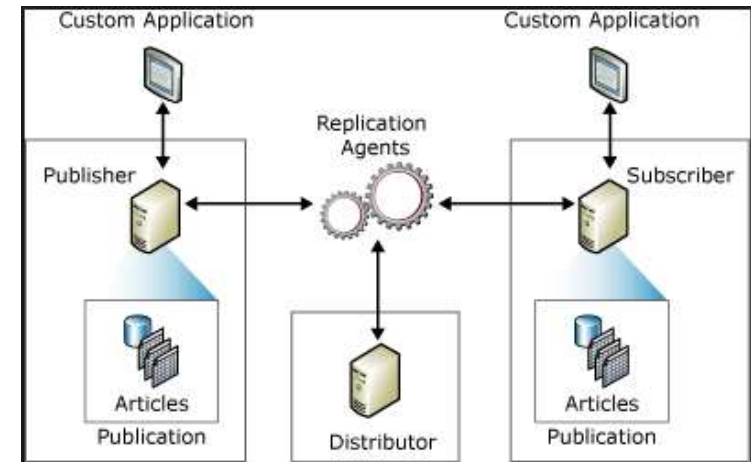 Custom Application
Custom Application
Replication
Agents
Publisher
Subscriber
Articles
Publication
Distributor
Articles
Publication